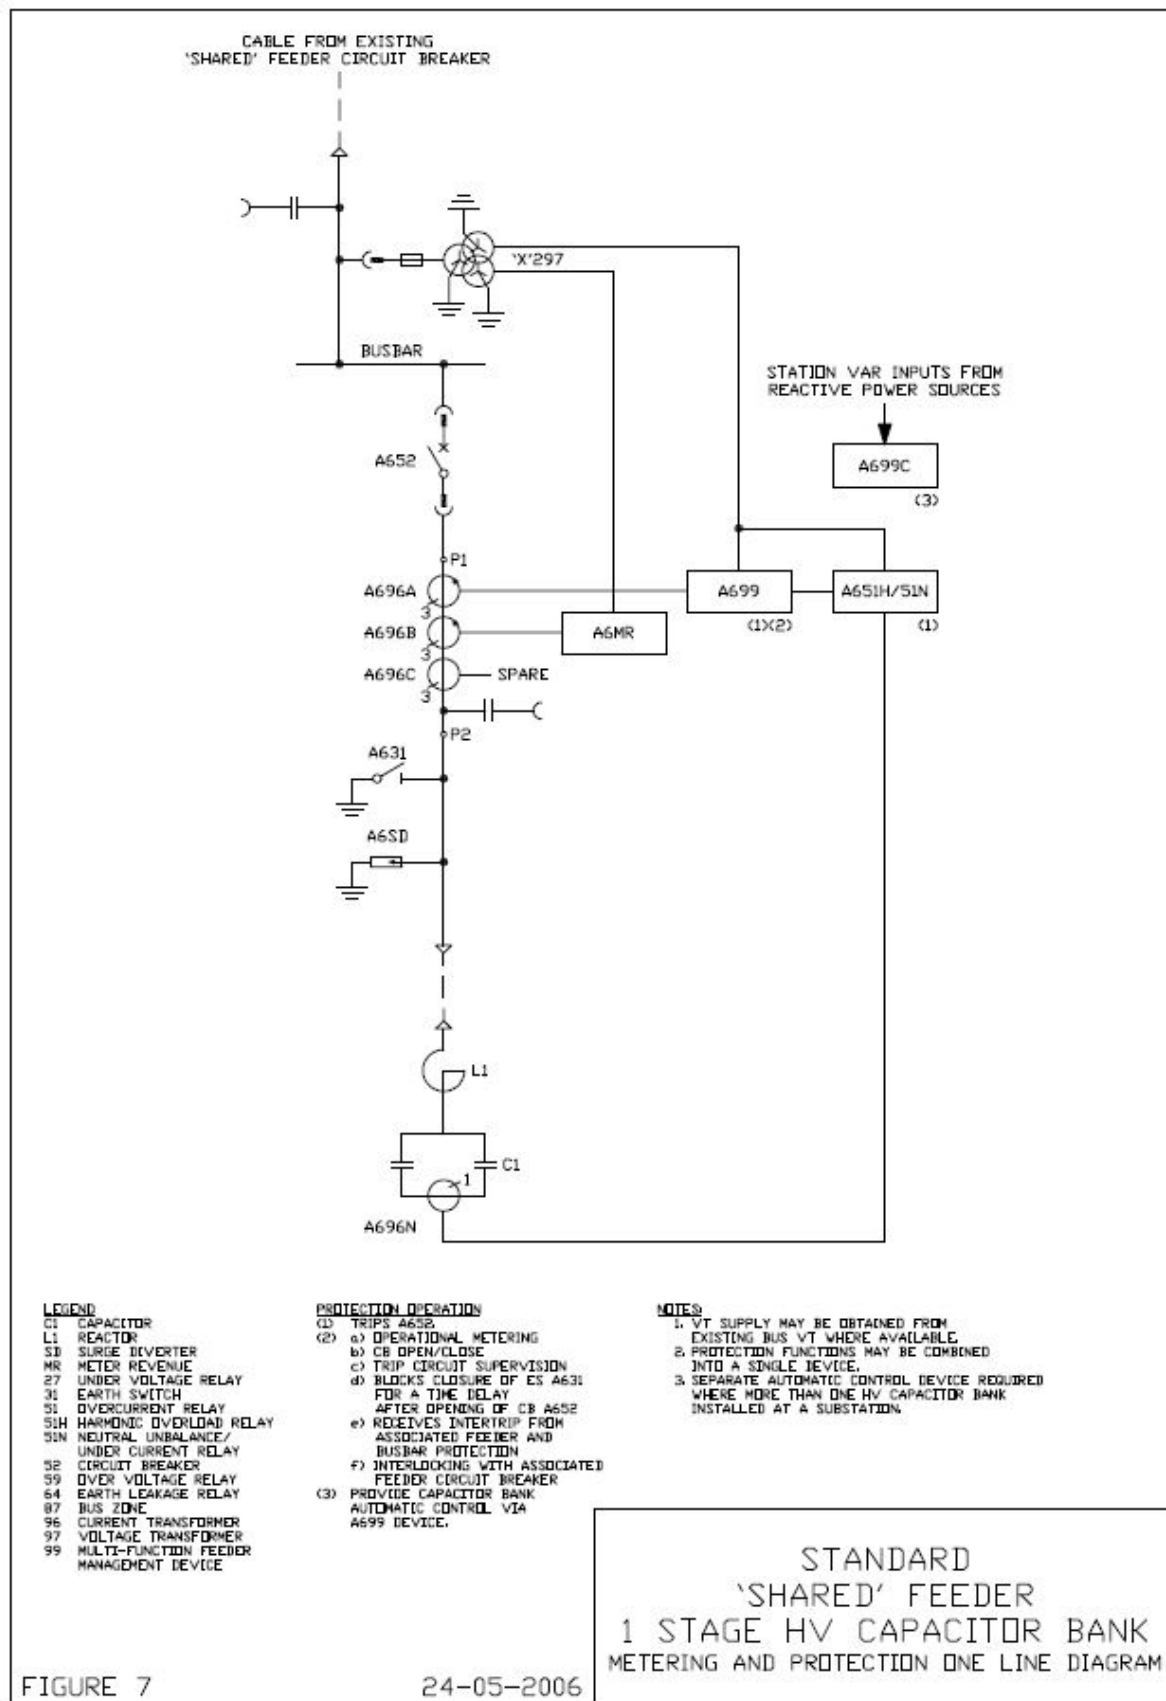 CABLE FROM EXISTING
'SHARED' FEEDER CIRCUIT BREAKER
'X'297
BUSBAR
STATION VAR INPUTS FROM
REACTIVE POWER SOURCES
A652
A699C
(3)
P1
A696A
3
A699
A651H/51N
(1)(2)
(1)
A696B
3
A6MR
A696C
3
SPARE
P2
A631
A6SD
L1
C1
1
A696N
LEGEND
C1 CAPACITOR
L1 REACTOR
SD SURGE DIVERTER
MR METER REVENUE
27 UNDER VOLTAGE RELAY
31 EARTH SWITCH
51 OVERCURRENT RELAY
51H HARMONIC OVERLOAD RELAY
51N NEUTRAL UNBALANCE/
UNDER CURRENT RELAY
52 CIRCUIT BREAKER
59 OVER VOLTAGE RELAY
64 EARTH LEAKAGE RELAY
87 BUS ZONE
96 CURRENT TRANSFORMER
97 VOLTAGE TRANSFORMER
99 MULTI-FUNCTION FEEDER
MANAGEMENT DEVICE
PROTECTION OPERATION
(1) TRIPS A652.
(2) a) OPERATIONAL METERING
b) CB OPEN/CLOSE
c) TRIP CIRCUIT SUPERVISION
d) BLOCKS CLOSURE OF ES A631
FOR A TIME DELAY
AFTER OPENING OF CB A652
e) RECEIVES INTERTRIP FROM
ASSOCIATED FEEDER AND
BUSBAR PROTECTION
f) INTERLOCKING WITH ASSOCIATED
FEEDER CIRCUIT BREAKER
(3) PROVIDE CAPACITOR BANK
AUTOMATIC CONTROL VIA
A699 DEVICE.
NOTES:
1. VT SUPPLY MAY BE OBTAINED FROM
EXISTING BUS VT WHERE AVAILABLE.
2. PROTECTION FUNCTIONS MAY BE COMBINED
INTO A SINGLE DEVICE.
3. SEPARATE AUTOMATIC CONTROL DEVICE REQUIRED
WHERE MORE THAN ONE HV CAPACITOR BANK
INSTALLED AT A SUBSTATION.
STANDARD
'SHARED' FEEDER
1 STAGE HV CAPACITOR BANK
METERING AND PROTECTION ONE LINE DIAGRAM
FIGURE 7
24-05-2006